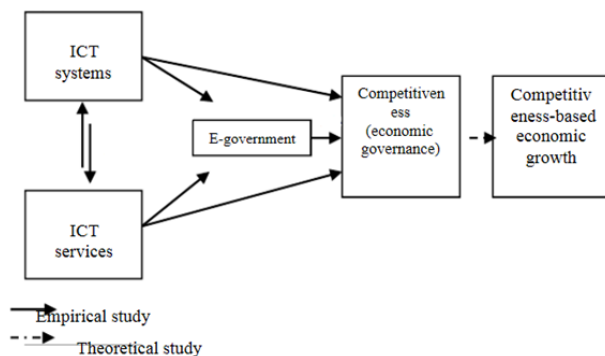 ICT
systems
E-government
Competitiven
ess
(economic
governance)
Competitiv
eness-based
economic
growth
ICT
services
Empirical study
Theoretical study